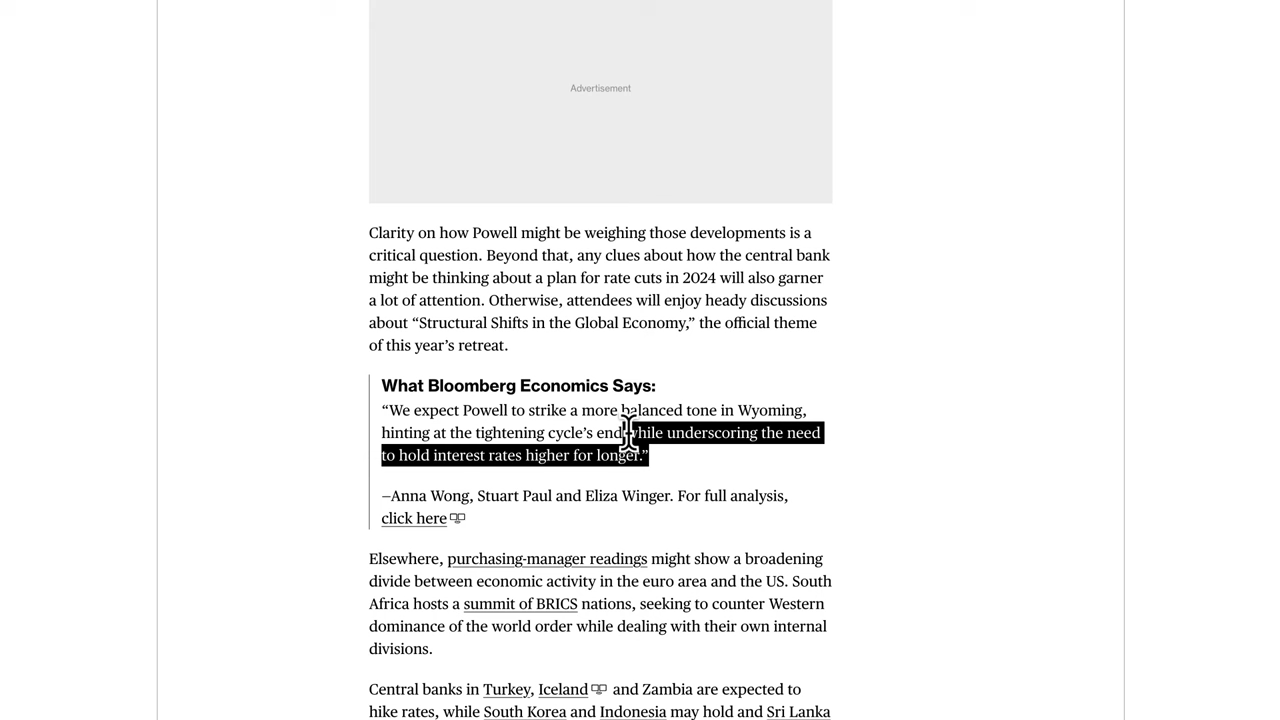 Advertisement
Clarity on how Powell might be weighing those developments is a
critical question. Beyond that, any clues about how the central bank
might be thinking about a plan for rate cuts in 2024 will also garner
a lot of attention. Otherwise, attendees will enjoy heady discussions
about “Structural Shifts in the Global Economy,” the official theme
of this year’s retreat.
What Bloomberg Economics Says:
“We expect Powell to strike a more balanced tone in Wyoming,
hinting at the tightening cycle’s end while underscoring the need
to hold interest rates higher for longer.”
—Anna Wong, Stuart Paul and Eliza Winger. For full analysis,
click here
Elsewhere, purchasing-manager readings might show a broadening
divide between economic activity in the euro area and the US. South
Africa hosts a summit of BRICS nations, seeking to counter Western
dominance of the world order while dealing with their own internal
divisions.
Central banks in Turkey, Iceland and Zambia are expected to
hike rates, while South Korea and Indonesia may hold and Sri Lanka